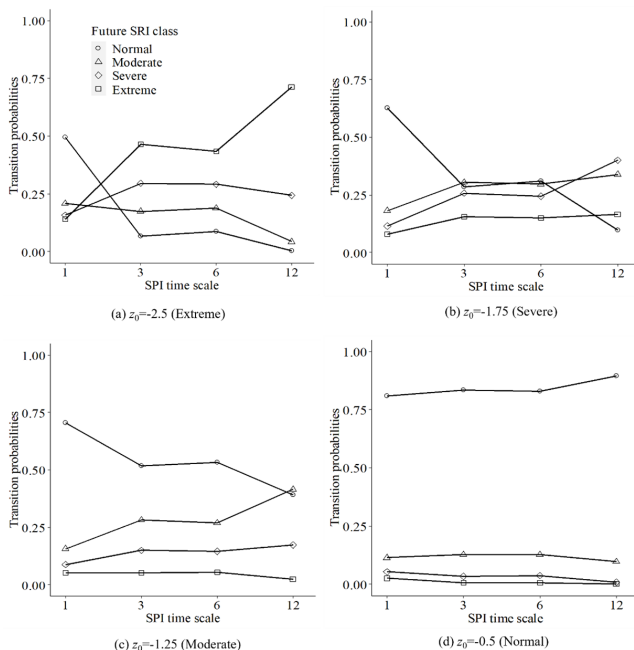 1.00
0.75
0.50
0.25
0.00
Transition probabilities
Future SRI class
Normal
Moderate
Severe
Extreme
1 3 6 12
SPI time scale
(a) z0=-2.5 (Extreme)
1.00
0.75
0.50
0.25
0.00
Transition probabilities
1 3 6 12
SPI time scale
(b) z0=-1.75 (Severe)
1.00
0.75
0.50
0.25
0.00
Transition probabilities
1 3 6 12
SPI time scale
(c) z0=-1.25 (Moderate)
1.00
0.75
0.50
0.25
0.00
Transition probabilities
1 3 6 12
SPI time scale
(d) z0=-0.5 (Normal)